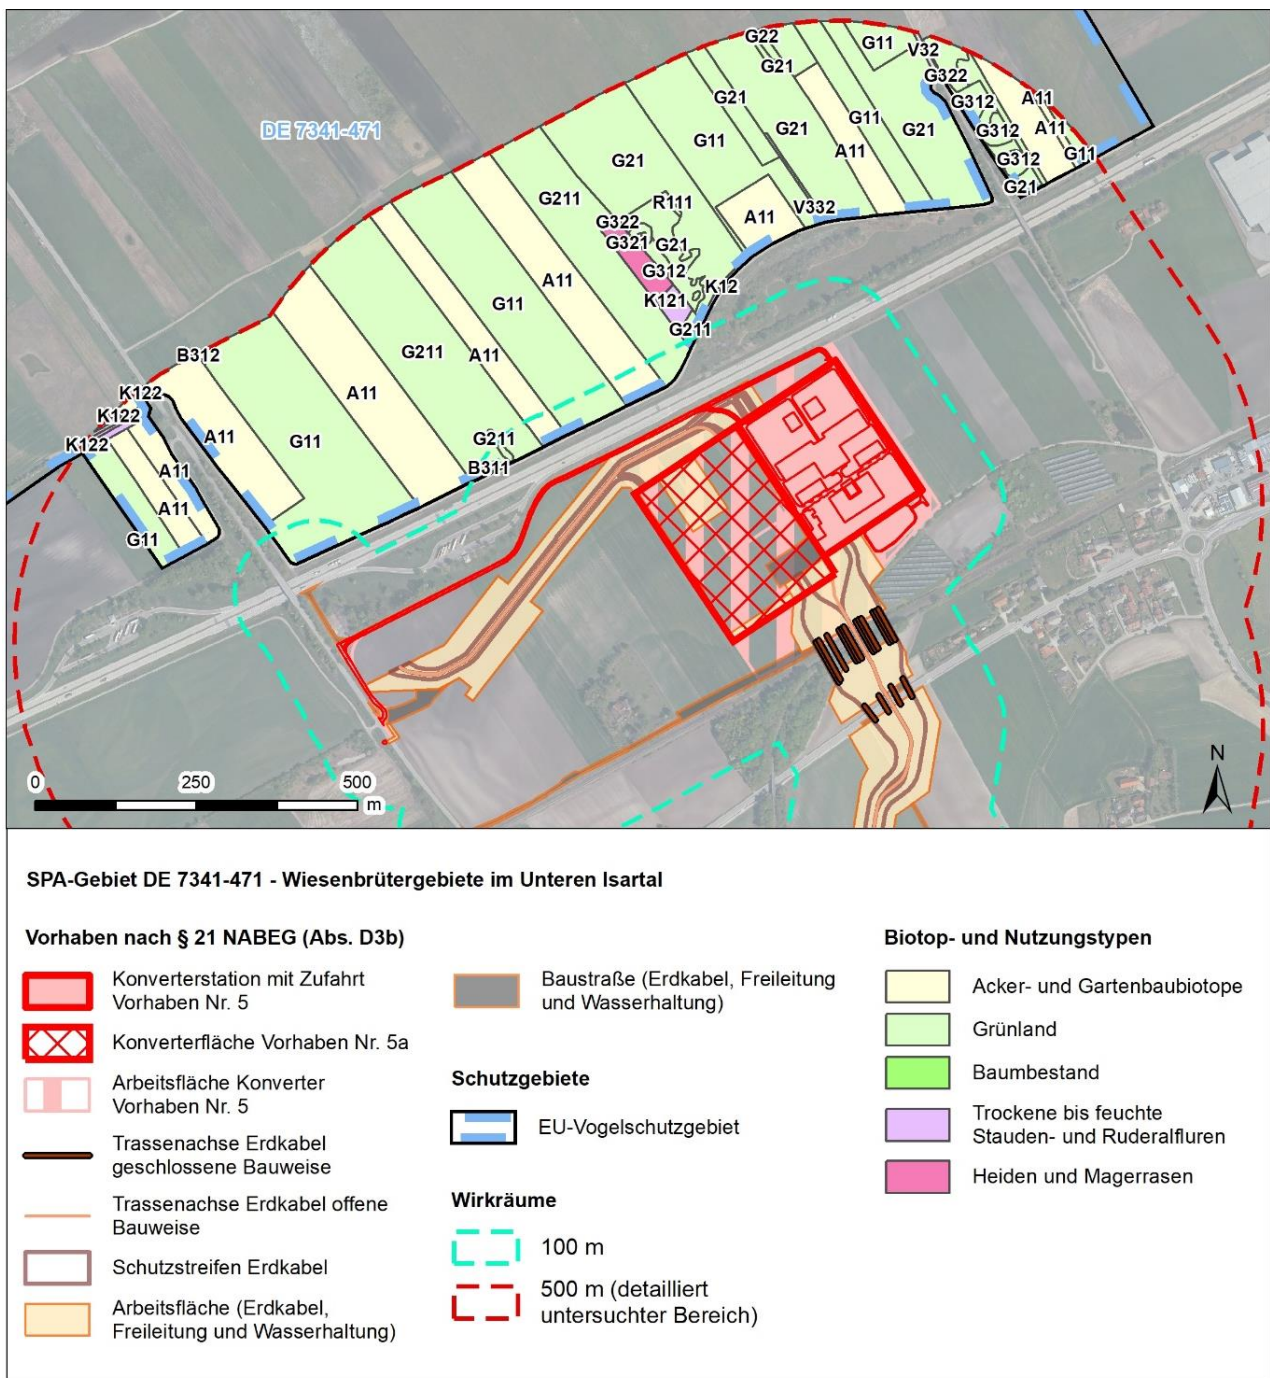 G22
G11
V32
G21
G322
G21
G312
A11
DE 7341-471
G21
G11
G312
A11
G21
G11
A11
G21
G312
G11
G211
R111
G21
A11
V332
G322
G321
G21
G312
K12
A11
K121
G11
G211
G211
A11
B312
K122
K122
A11
K122
A11
G11
G211
A11
B311
A11
G11
N
0 250 500
m
SPA-Gebiet DE 7341-471 - Wiesenbrütergebiete im Unteren Isartal
Vorhaben nach § 21 NABEG (Abs. D3b)
Konverterstation mit Zufahrt
Vorhaben Nr. 5
Konverterfläche Vorhaben Nr. 5a
Arbeitsfläche Konverter
Vorhaben Nr. 5
Trassenachse Erdkabel
geschlossene Bauweise
Trassenachse Erdkabel offene
Bauweise
Schutzstreifen Erdkabel
Arbeitsfläche (Erdkabel,
Freileitung und Wasserhaltung)
Baustraße (Erdkabel, Freileitung
und Wasserhaltung)
Schutzgebiete
EU-Vogelschutzgebiet
Wirkräume
100 m
500 m (detailliert
untersuchter Bereich)
Biotop- und Nutzungstypen
Acker- und Gartenbaubiotope
Grünland
Baumbestand
Trockene bis feuchte
Stauden- und Ruderalfluren
Heiden und Magerrasen